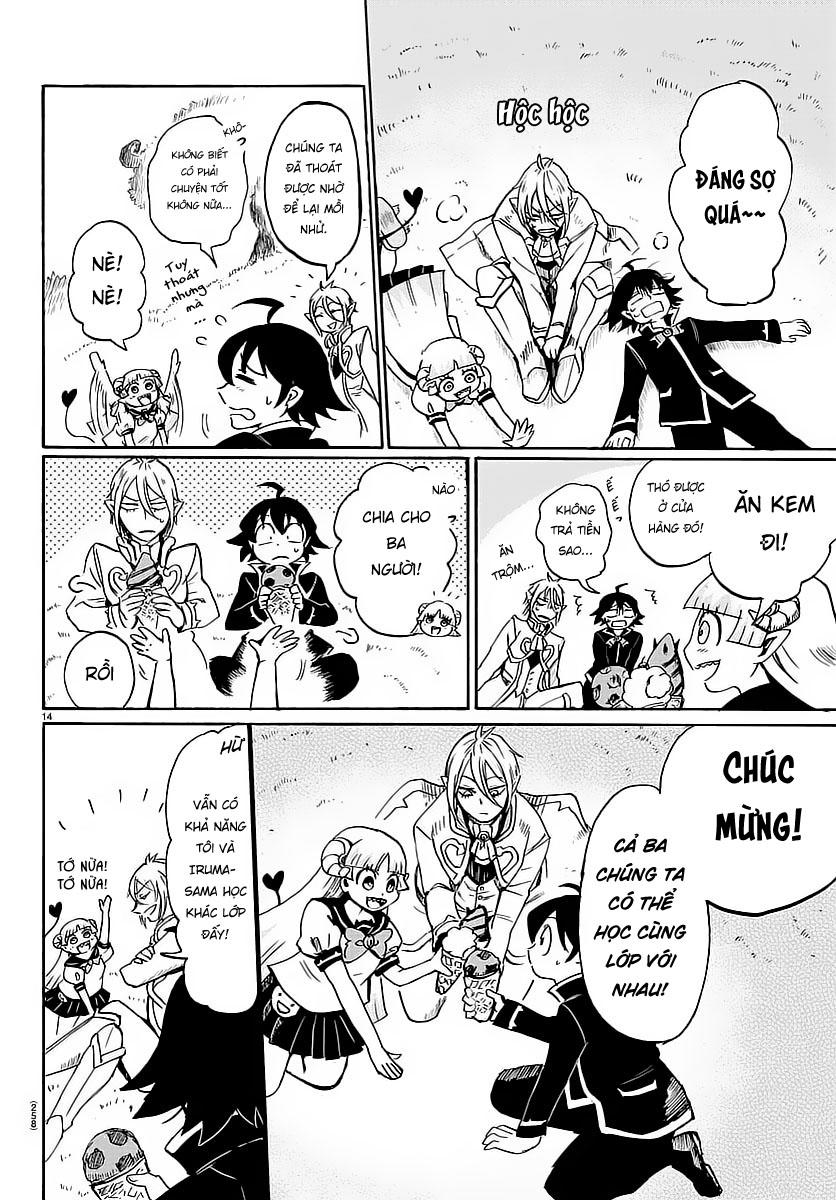 Hộc hộc
ĐÁNG SỢ
QUÁ~~
CHÚNG TA
ĐÃ THOÁT
ĐƯỢC NHỜ
ĐỂ LẠI MỒI
NHỬ.
KHÔ-
KHÔNG BIẾT
CÓ PHẢI
CHUYỆN TỐT
KHÔNG NỮA...
Tuy
thoát
nhưng
mà
...
NÈ!
NÈ!
ĂN KEM
ĐI!
THÓ ĐƯỢC
Ở CỬA
HÀNG ĐÓ!
Ế
Ế
KHÔNG
TRẢ TIỀN
SAO...
ĂN
TRỘM...
NÀO
CHIA CHO
BA
NGƯỜI!
RỒI
14
CHÚC
MỪNG!
CẢ BA
CHÚNG TA
CÓ THỂ
HỌC CÙNG
LỚP VỚI
NHAU!
HỪ
VẪN CÓ
KHẢ NĂNG
TÔI VÀ
IRUMA-
SAMA HỌC
KHÁC LỚP
ĐẤY!
TỚ NỮA!
TỚ NỮA!
(258)